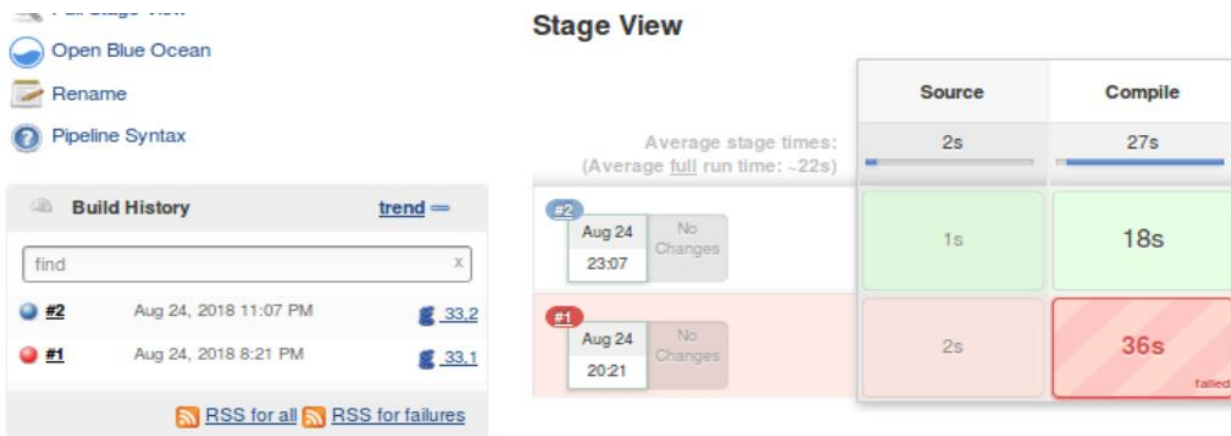 Full Stage View
Open Blue Ocean
Rename
Pipeline Syntax
Build History
trend
find
x
#2
Aug 24, 2018 11:07 PM
33,2
#1
Aug 24, 2018 8:21 PM
33,1
RSS for all RSS for failures
Stage View
Source
Compile
Average stage times:
(Average full run time: ~22s)
2s
27s
#2
Aug 24
23:07
No
Changes
1s
18s
#1
Aug 24
20:21
No
Changes
2s
36s
failed